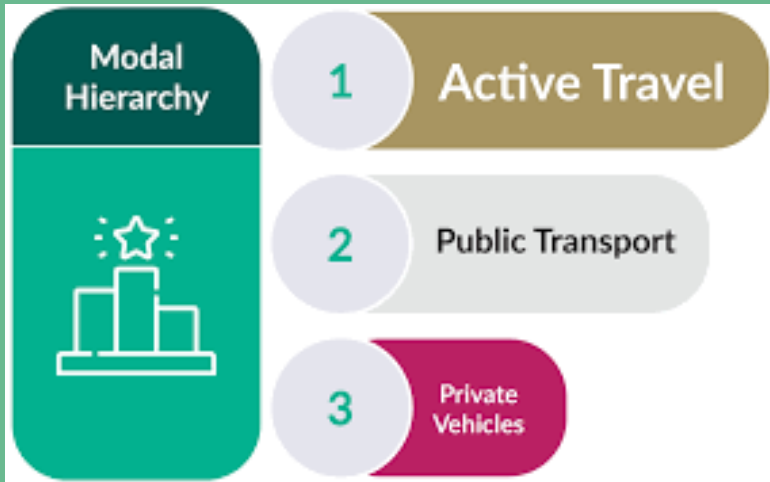 Modal
Hierarchy
1
Active Travel
2
Public Transport
3
Private
Vehicles